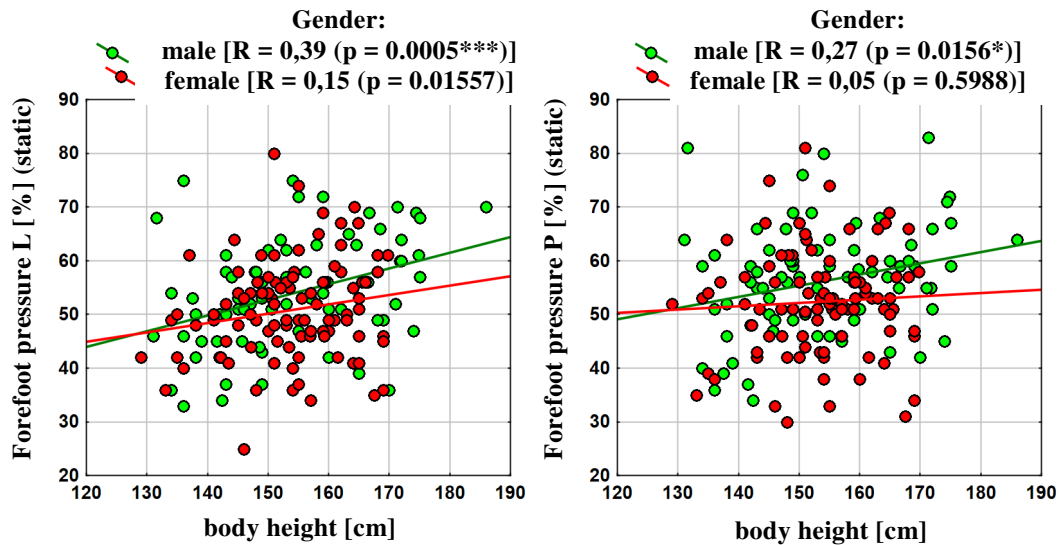 Gender:
male [R = 0,39 (p = 0.0005***)]
female [R = 0,15 (p = 0.01557)]
Forefoot pressure L [%] (static)
90
80
70
60
50
40
30
20
120 130 140 150 160 170 180 190
body height [cm]
Gender:
male [R = 0,27 (p = 0.0156*)]
female [R = 0,05 (p = 0.5988)]
Forefoot pressure P [%] (static)
90
80
70
60
50
40
30
20
120 130 140 150 160 170 180 190
body height [cm]